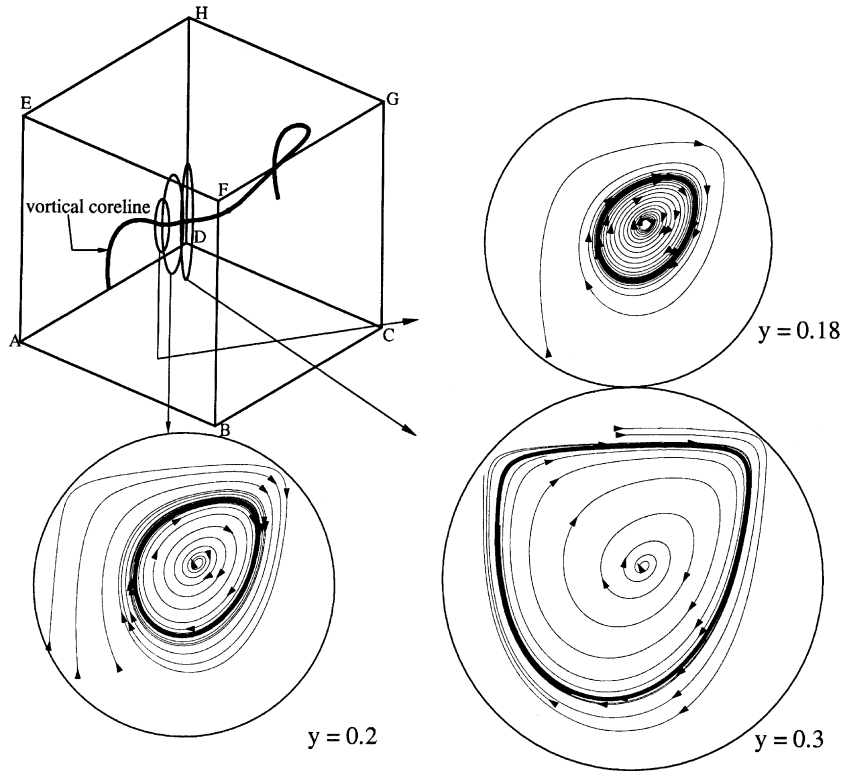 H
E
G
F
vortical coreline
D
A
C
B
y = 0.18
y = 0.2
y = 0.3